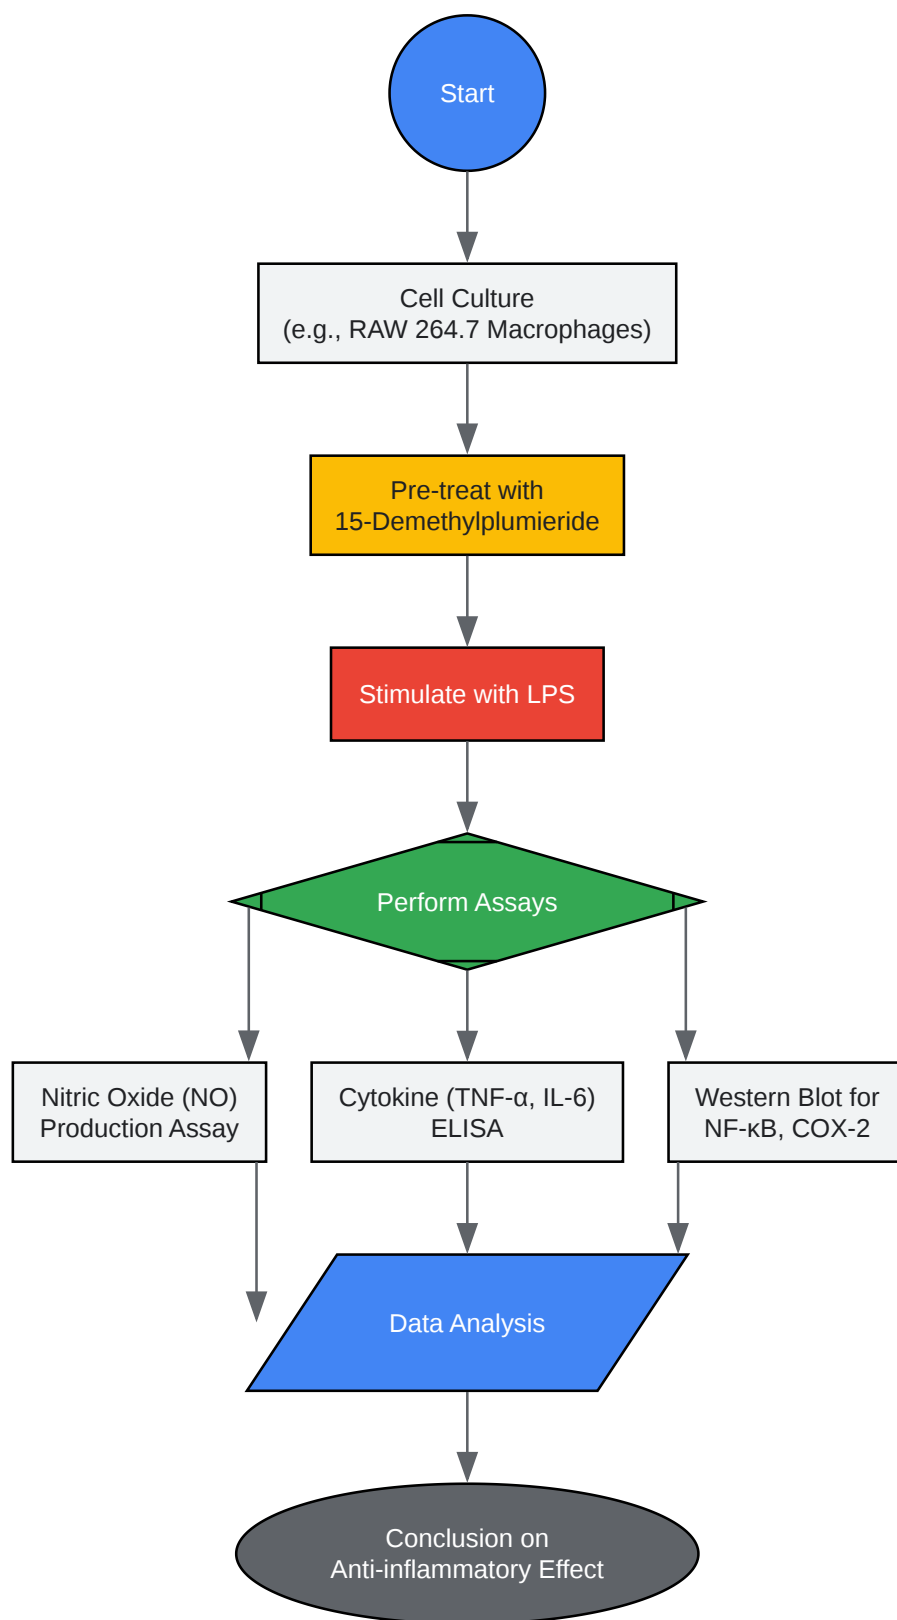 Start
Cell Culture
(e.g., RAW 264.7 Macrophages)
Pre-treat with
15-Demethylplumieride
Stimulate with LPS
Perform Assays
Nitric Oxide (NO)
Production Assay
Cytokine (TNF-α, IL-6)
ELISA
Western Blot for
NF-κB, COX-2
Data Analysis
Conclusion on
Anti-inflammatory Effect